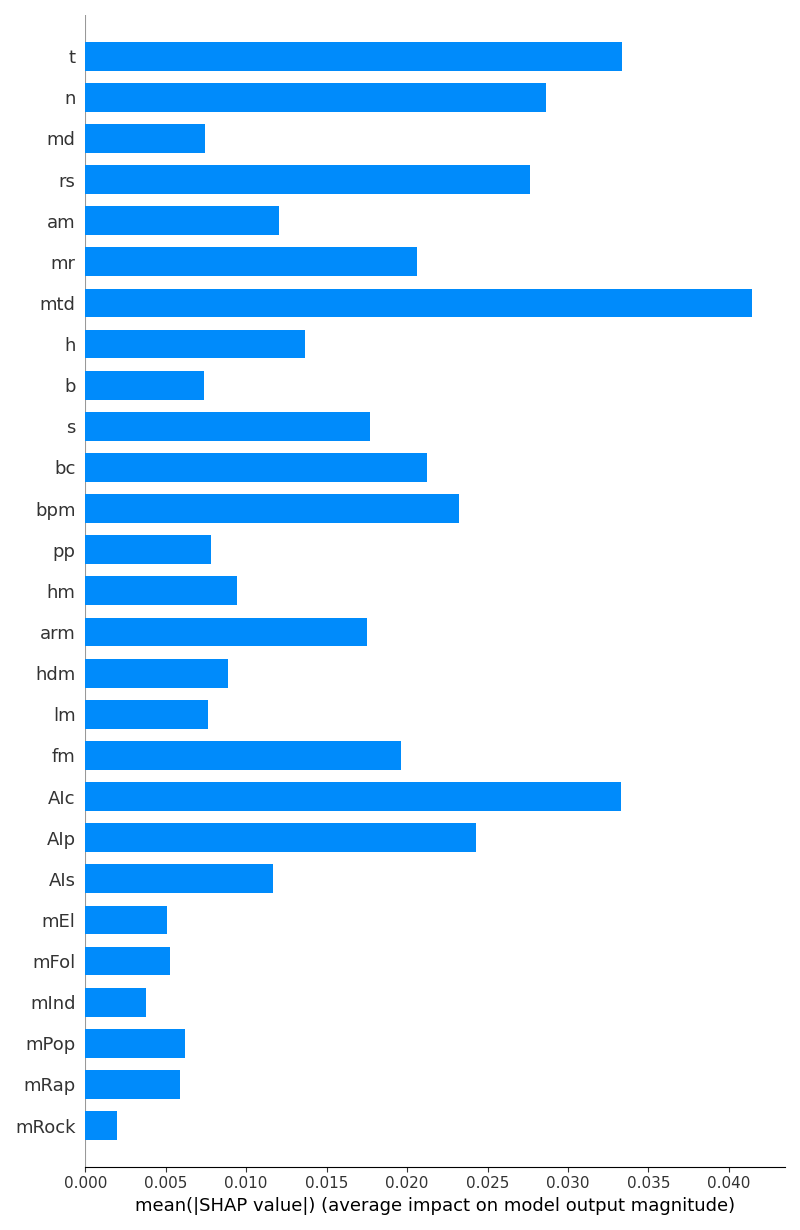 t
n
md
rs
am
mr
mtd
h
b
s
bc
bpm
pp
hm
arm
hdm
lm
fm
AIc
AIp
AIs
mEl
mFol
mInd
mPop
mRap
mRock
0.000 0.005 0.010 0.015 0.020 0.025 0.030 0.035 0.040
mean(|SHAP value|) (average impact on model output magnitude)